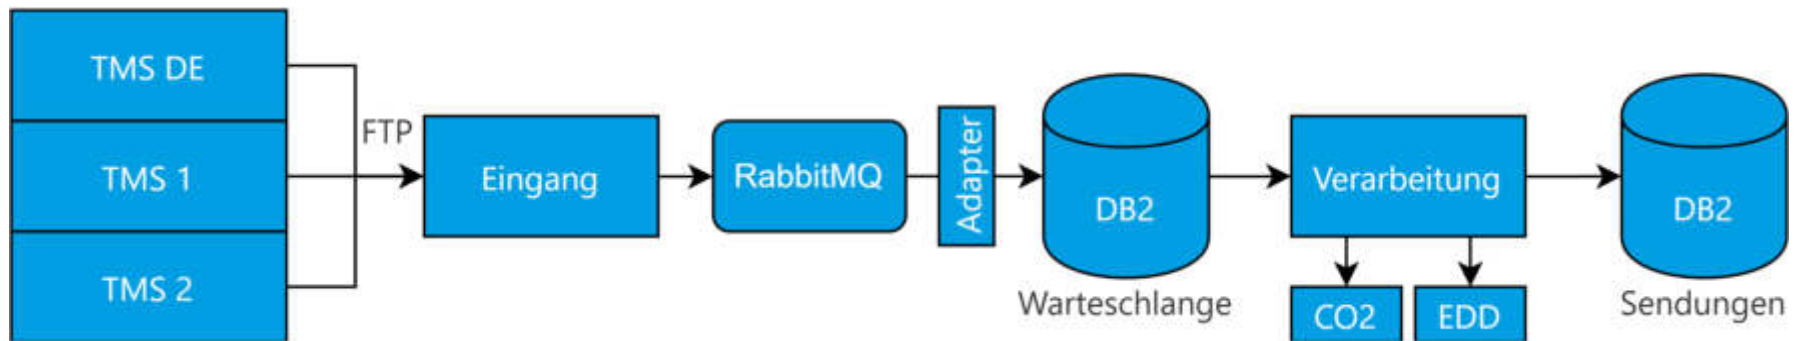 TMS DE
TMS 1
TMS 2
FTP
Eingang
RabbitMQ
Adapter
DB2
Warteschlange
Verarbeitung
CO2
EDD
DB2
Sendungen